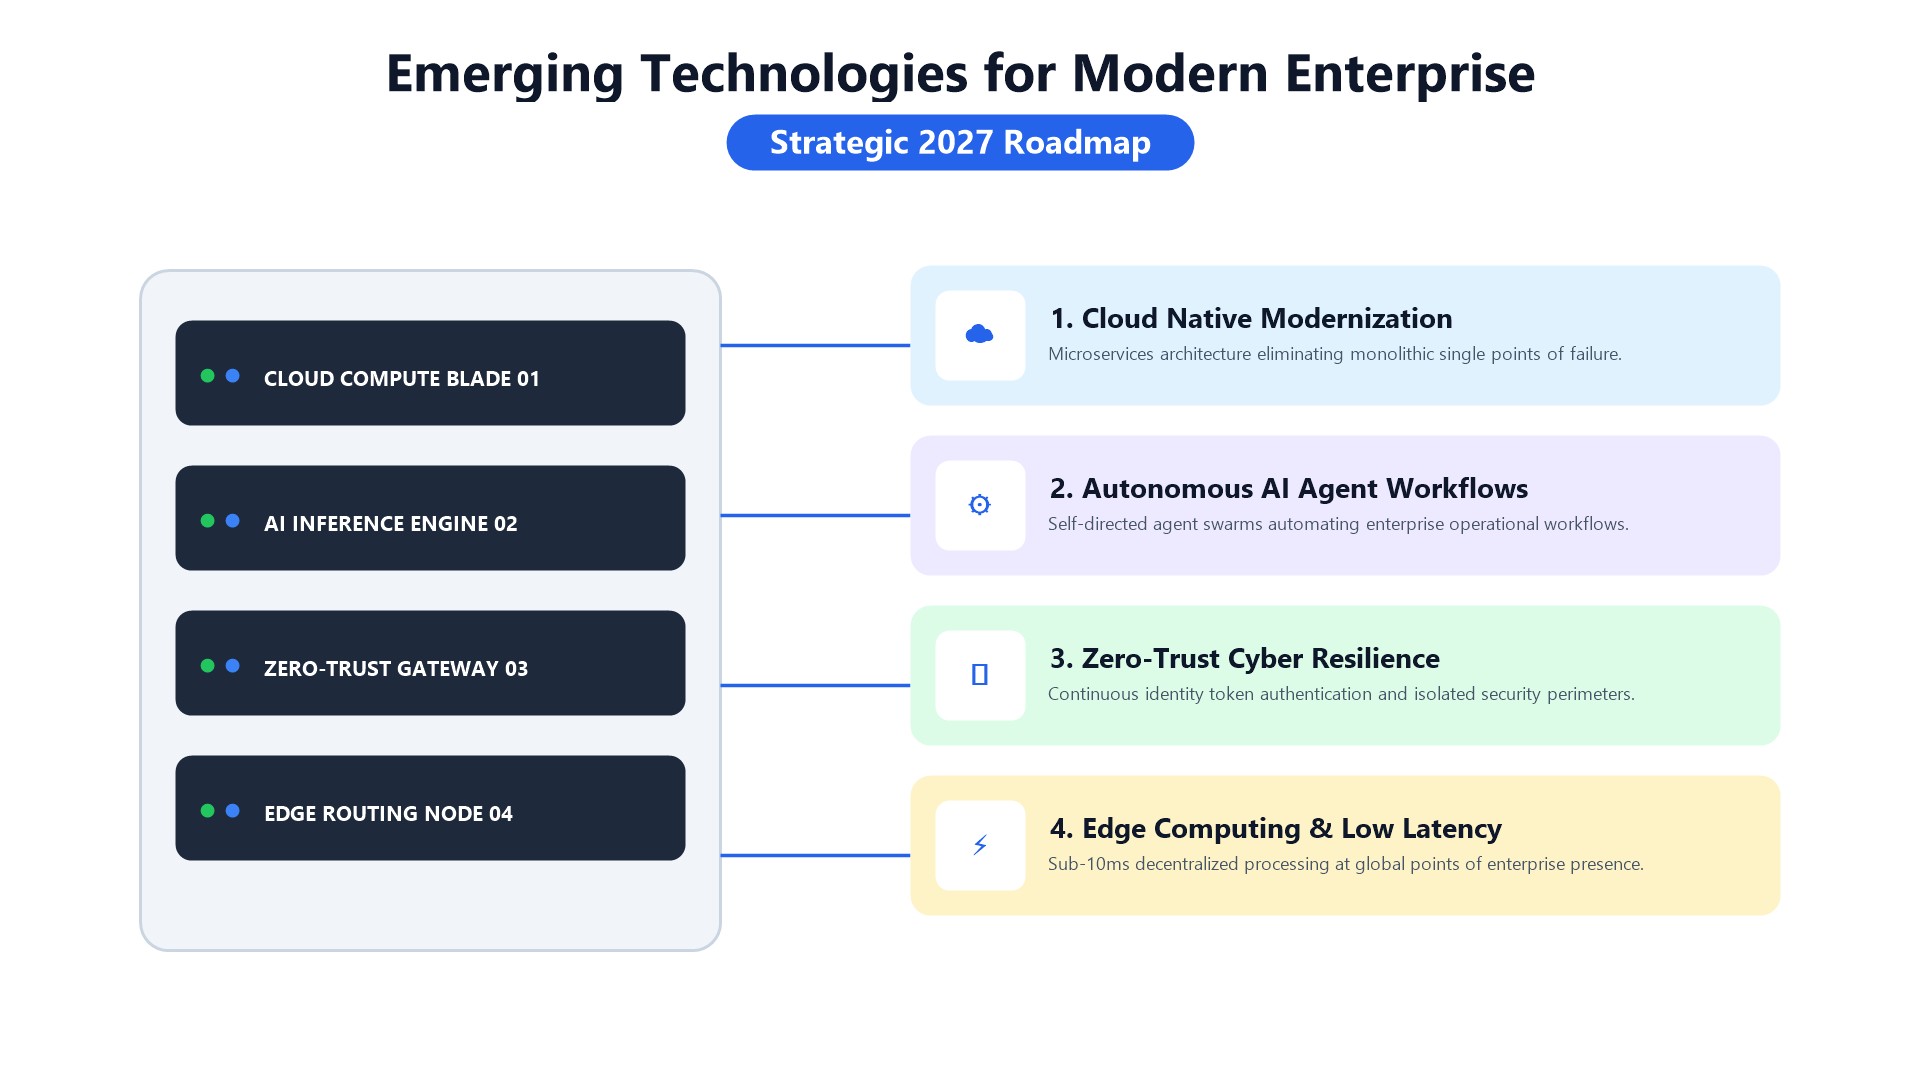 Emerging Technologies for Modern Enterprise
Strategic 2027 Roadmap
CLOUD COMPUTE BLADE 01
AI INFERENCE ENGINE 02
ZERO-TRUST GATEWAY 03
EDGE ROUTING NODE 04
1. Cloud Native Modernization
Microservices architecture eliminating monolithic single points of failure.
2. Autonomous AI Agent Workflows
Self-directed agent swarms automating enterprise operational workflows.
3. Zero-Trust Cyber Resilience
Continuous identity token authentication and isolated security perimeters.
4. Edge Computing & Low Latency
Sub-10ms decentralized processing at global points of enterprise presence.